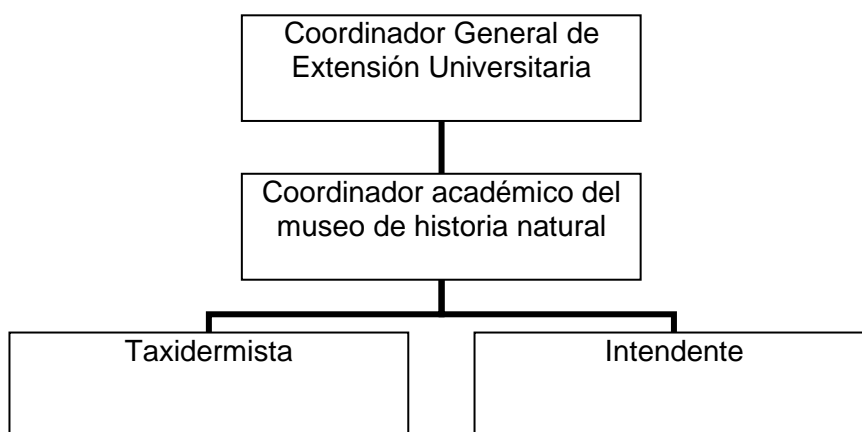 Coordinador General de
Extensión Universitaria
Coordinador académico del
museo de historia natural
Taxidermista
Intendente